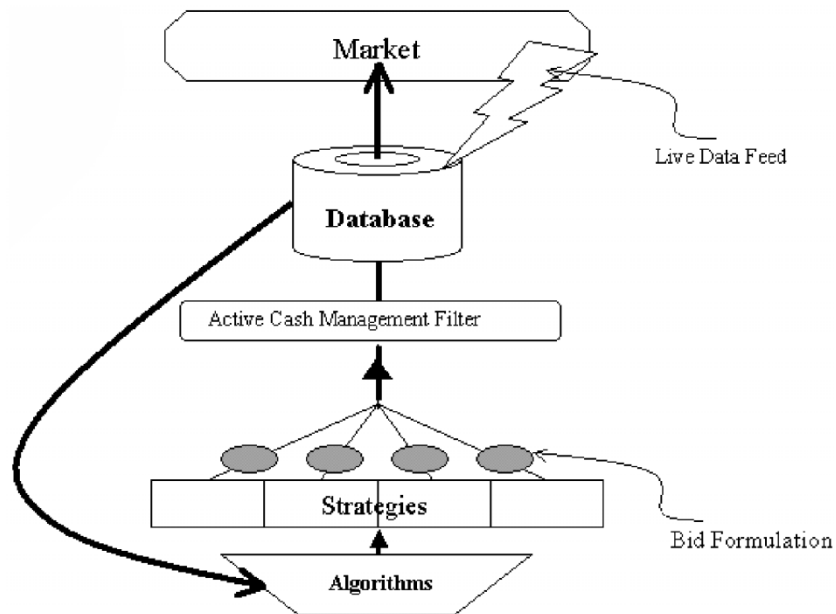 Market
Live Data Feed
Database
Active Cash Management Filter
Strategies
Bid Formulation
Algorithms